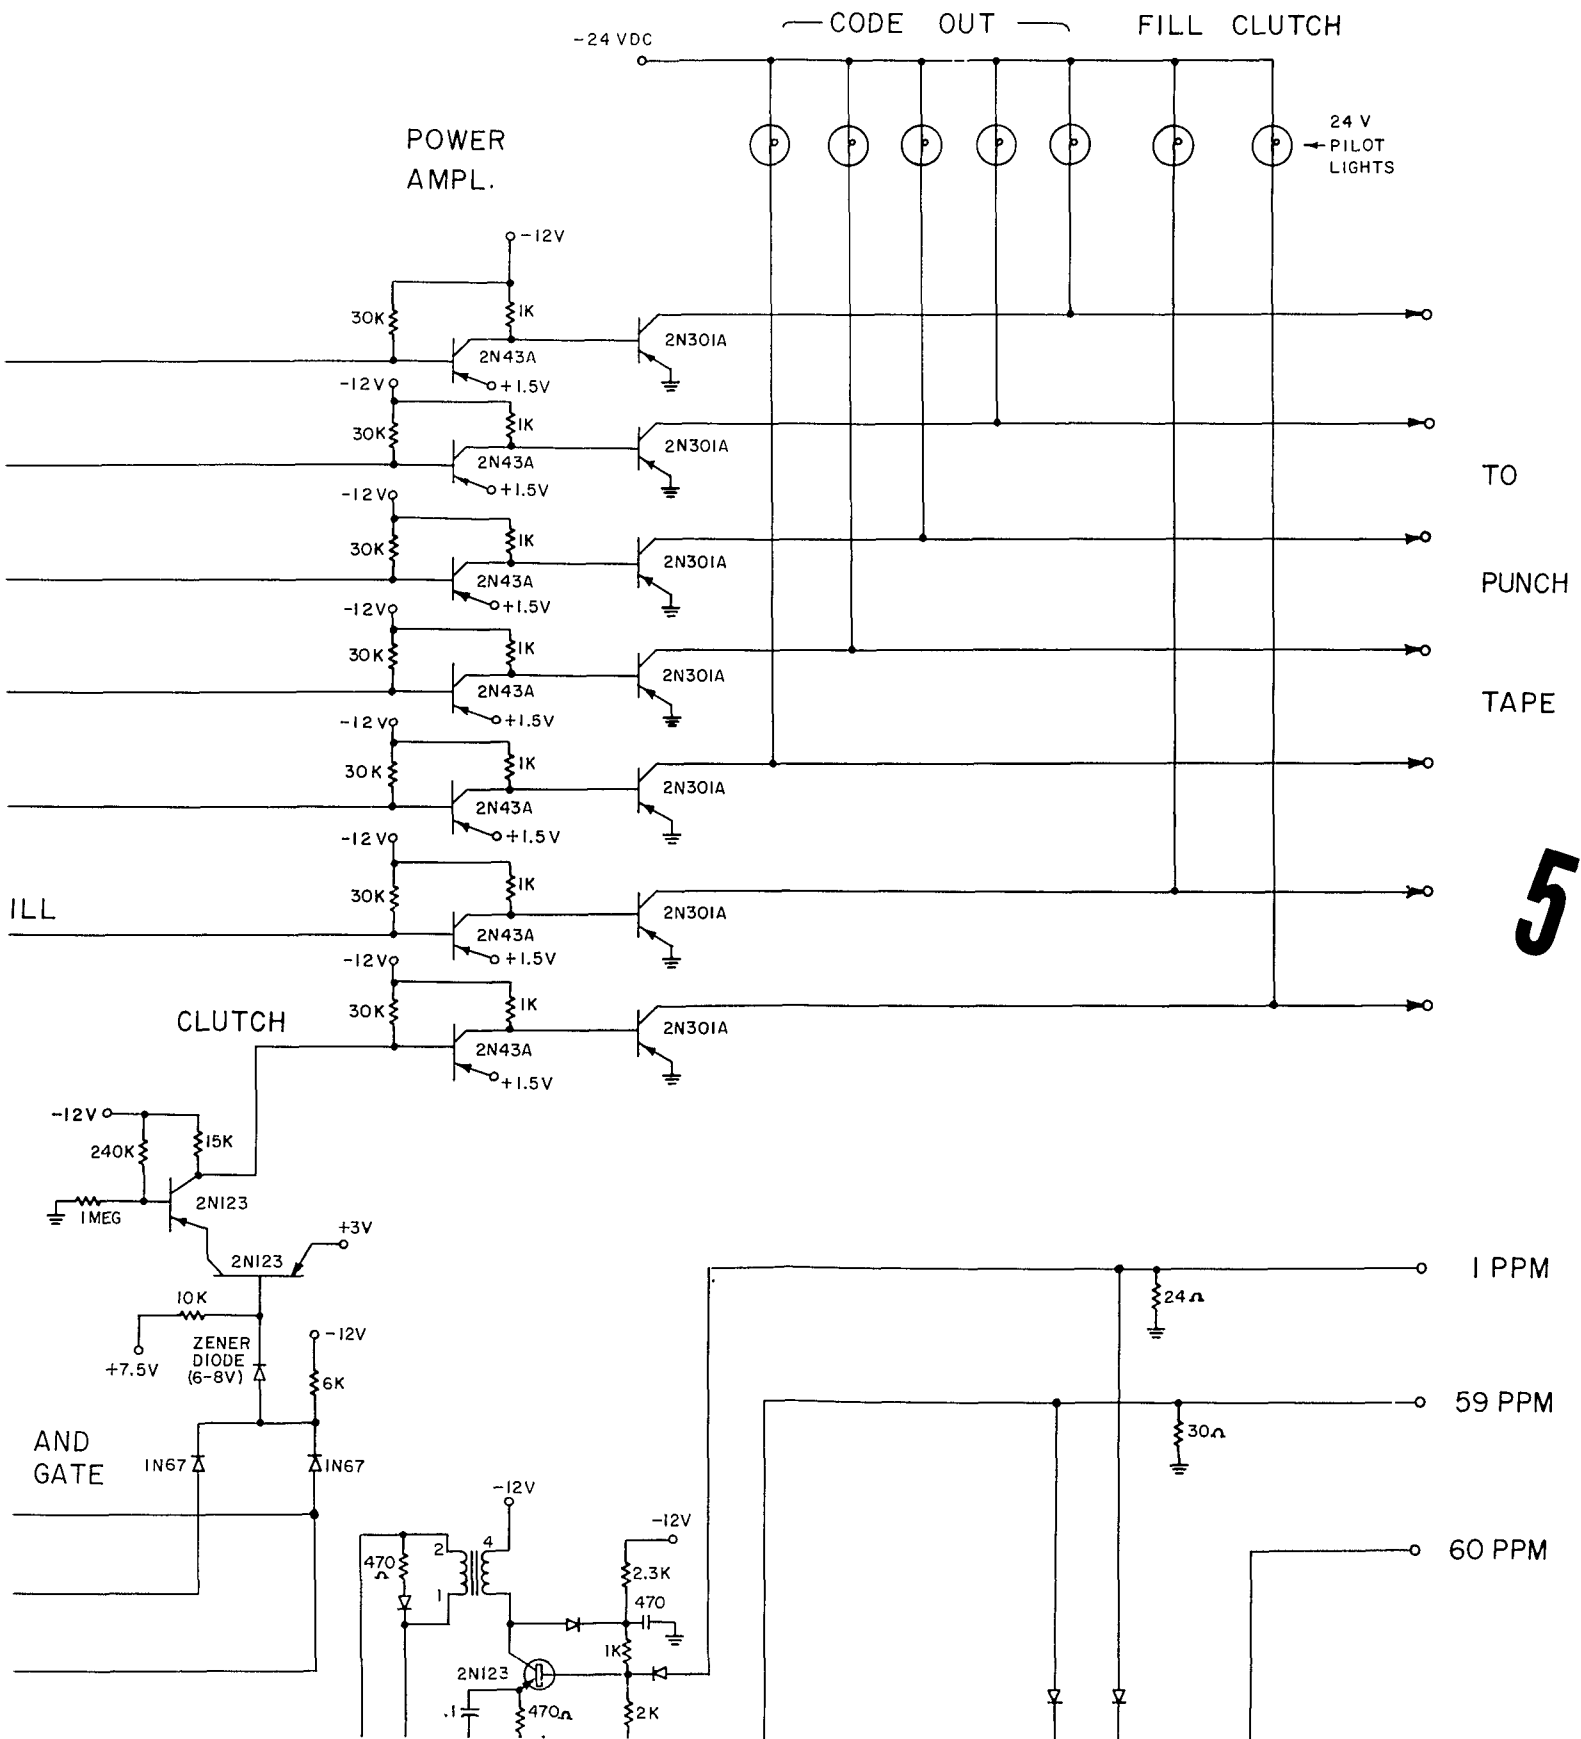 CODE OUT
FILL CLUTCH
-24 VDC
24 V
PILOT
LIGHTS
POWER
AMPL.
-12V
30K
1K
2N43A
2N301A
+1.5V
-12V
30K
1K
2N43A
2N301A
+1.5V
TO
-12V
30K
1K
2N43A
2N301A
+1.5V
PUNCH
-12V
30K
1K
2N43A
2N301A
+1.5V
TAPE
-12V
30K
1K
2N43A
2N301A
+1.5V
-12V
30K
1K
2N43A
2N301A
+1.5V
5
ILL
-12V
30K
1K
2N43A
2N301A
+1.5V
CLUTCH
-12V
240K
15K
2N123
1MEG
+3V
2N123
10K
+7.5V
ZENER
DIODE
(6-8V)
-12V
6K
AND
GATE
1N67
1N67
1 PPM
24Ω
59 PPM
30Ω
60 PPM
-12V
-12V
470
Ω
2
4
1
2.3K
470
1K
2N123
.1
470Ω
2K